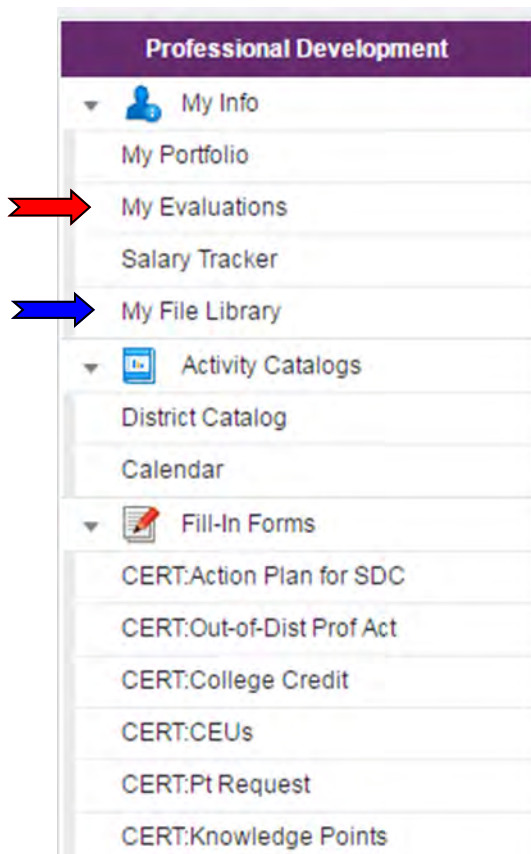 Professional Development
My Info
My Portfolio
My Evaluations
Salary Tracker
My File Library
Activity Catalogs
District Catalog
Calendar
Fill-In Forms
CERT:Action Plan for SDC
CERT:Out-of-Dist Prof Act
CERT:College Credit
CERT:CEUs
CERT:Pt Request
CERT:Knowledge Points